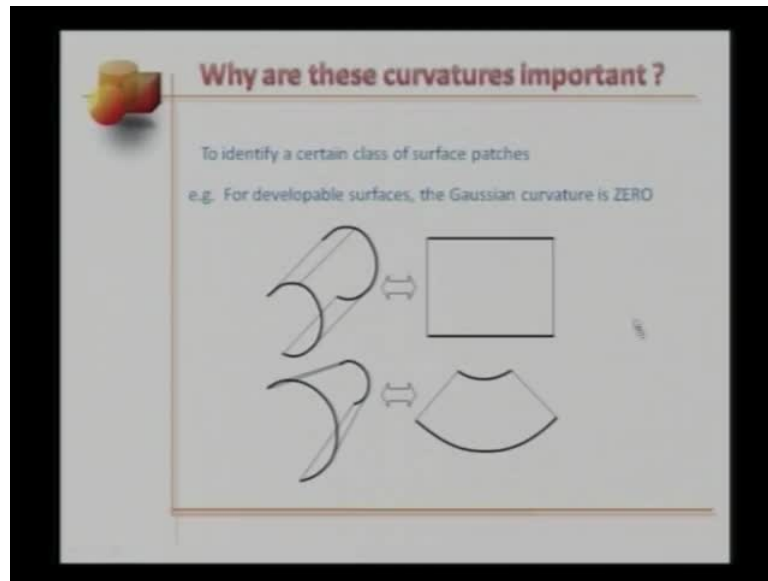 Why are these curvatures important ?
To identify a certain class of surface patches
e.g. For developable surfaces, the Gaussian curvature is ZERO